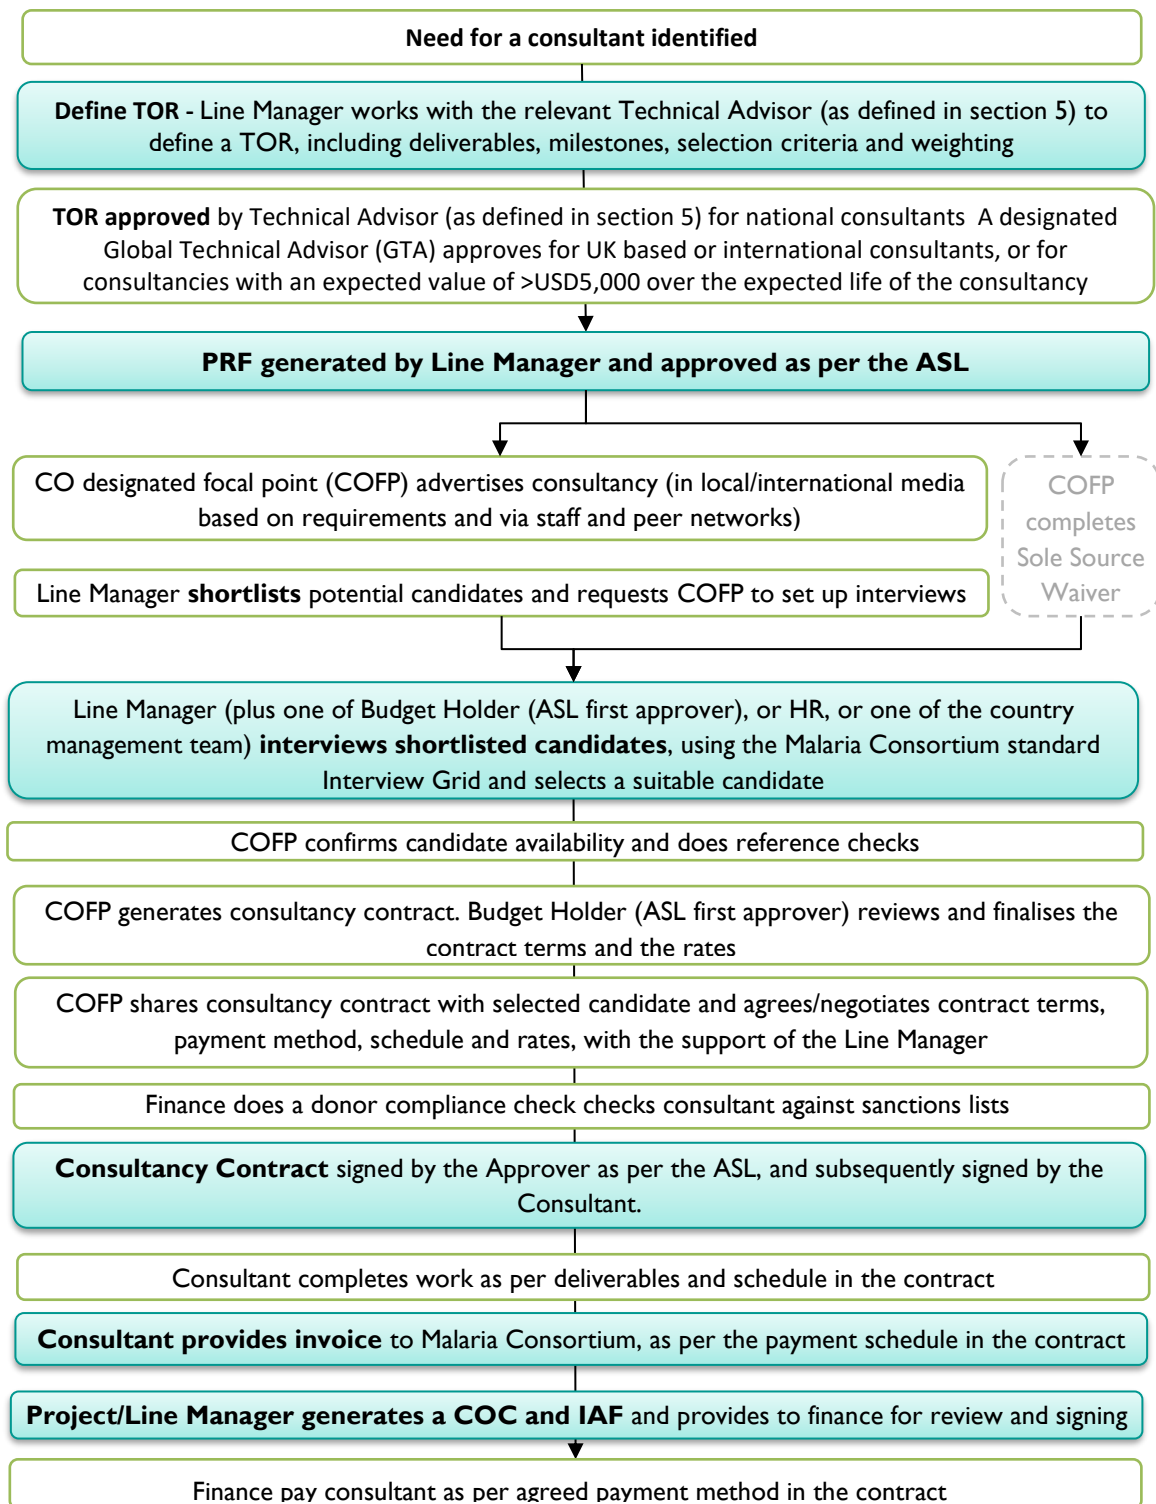 Need for a consultant identified
Define TOR - Line Manager works with the relevant Technical Advisor (as defined in section 5) to
define a TOR, including deliverables, milestones, selection criteria and weighting
TOR approved by Technical Advisor (as defined in section 5) for national consultants  A designated
Global Technical Advisor (GTA) approves for UK based or international consultants, or for
consultancies with an expected value of >USD5,000 over the expected life of the consultancy
PRF generated by Line Manager and approved as per the ASL
CO designated focal point (COFP) advertises consultancy (in local/international media
based on requirements and via staff and peer networks)
Line Manager shortlists potential candidates and requests COFP to set up interviews
COFP
completes
Sole Source
Waiver
Line Manager (plus one of Budget Holder (ASL first approver), or HR, or one of the country
management team) interviews shortlisted candidates, using the Malaria Consortium standard
Interview Grid and selects a suitable candidate
COFP confirms candidate availability and does reference checks
COFP generates consultancy contract. Budget Holder (ASL first approver) reviews and finalises the
contract terms and the rates
COFP shares consultancy contract with selected candidate and agrees/negotiates contract terms,
payment method, schedule and rates, with the support of the Line Manager
Finance does a donor compliance check checks consultant against sanctions lists
Consultancy Contract signed by the Approver as per the ASL, and subsequently signed by the
Consultant.
Consultant completes work as per deliverables and schedule in the contract
Consultant provides invoice to Malaria Consortium, as per the payment schedule in the contract
Project/Line Manager generates a COC and IAF and provides to finance for review and signing
Finance pay consultant as per agreed payment method in the contract